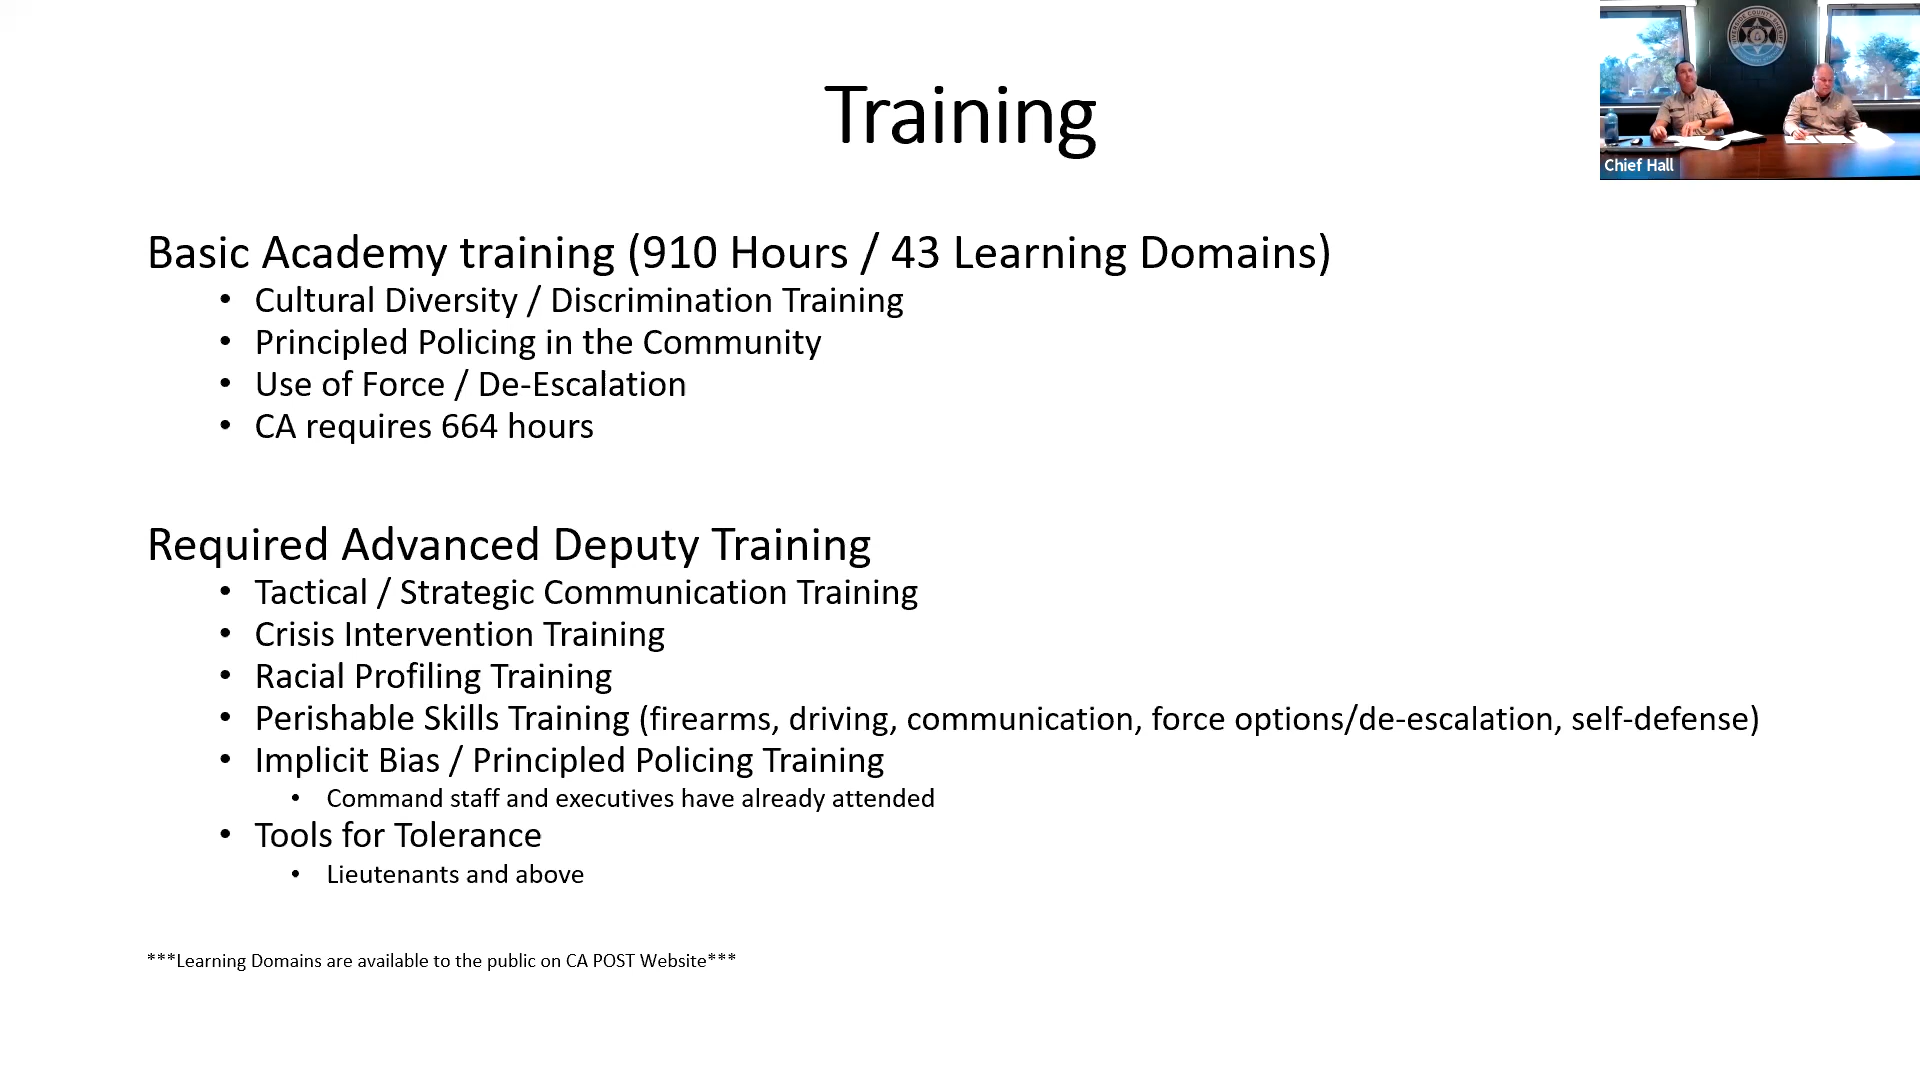 Training
Chief Hall
Basic Academy training (910 Hours / 43 Learning Domains)
• Cultural Diversity / Discrimination Training
• Principled Policing in the Community
• Use of Force / De-Escalation
• CA requires 664 hours
Required Advanced Deputy Training
• Tactical / Strategic Communication Training
• Crisis Intervention Training
• Racial Profiling Training
• Perishable Skills Training (firearms, driving, communication, force options/de-escalation, self-defense)
• Implicit Bias / Principled Policing Training
• Command staff and executives have already attended
• Tools for Tolerance
• Lieutenants and above
***Learning Domains are available to the public on CA POST Website***